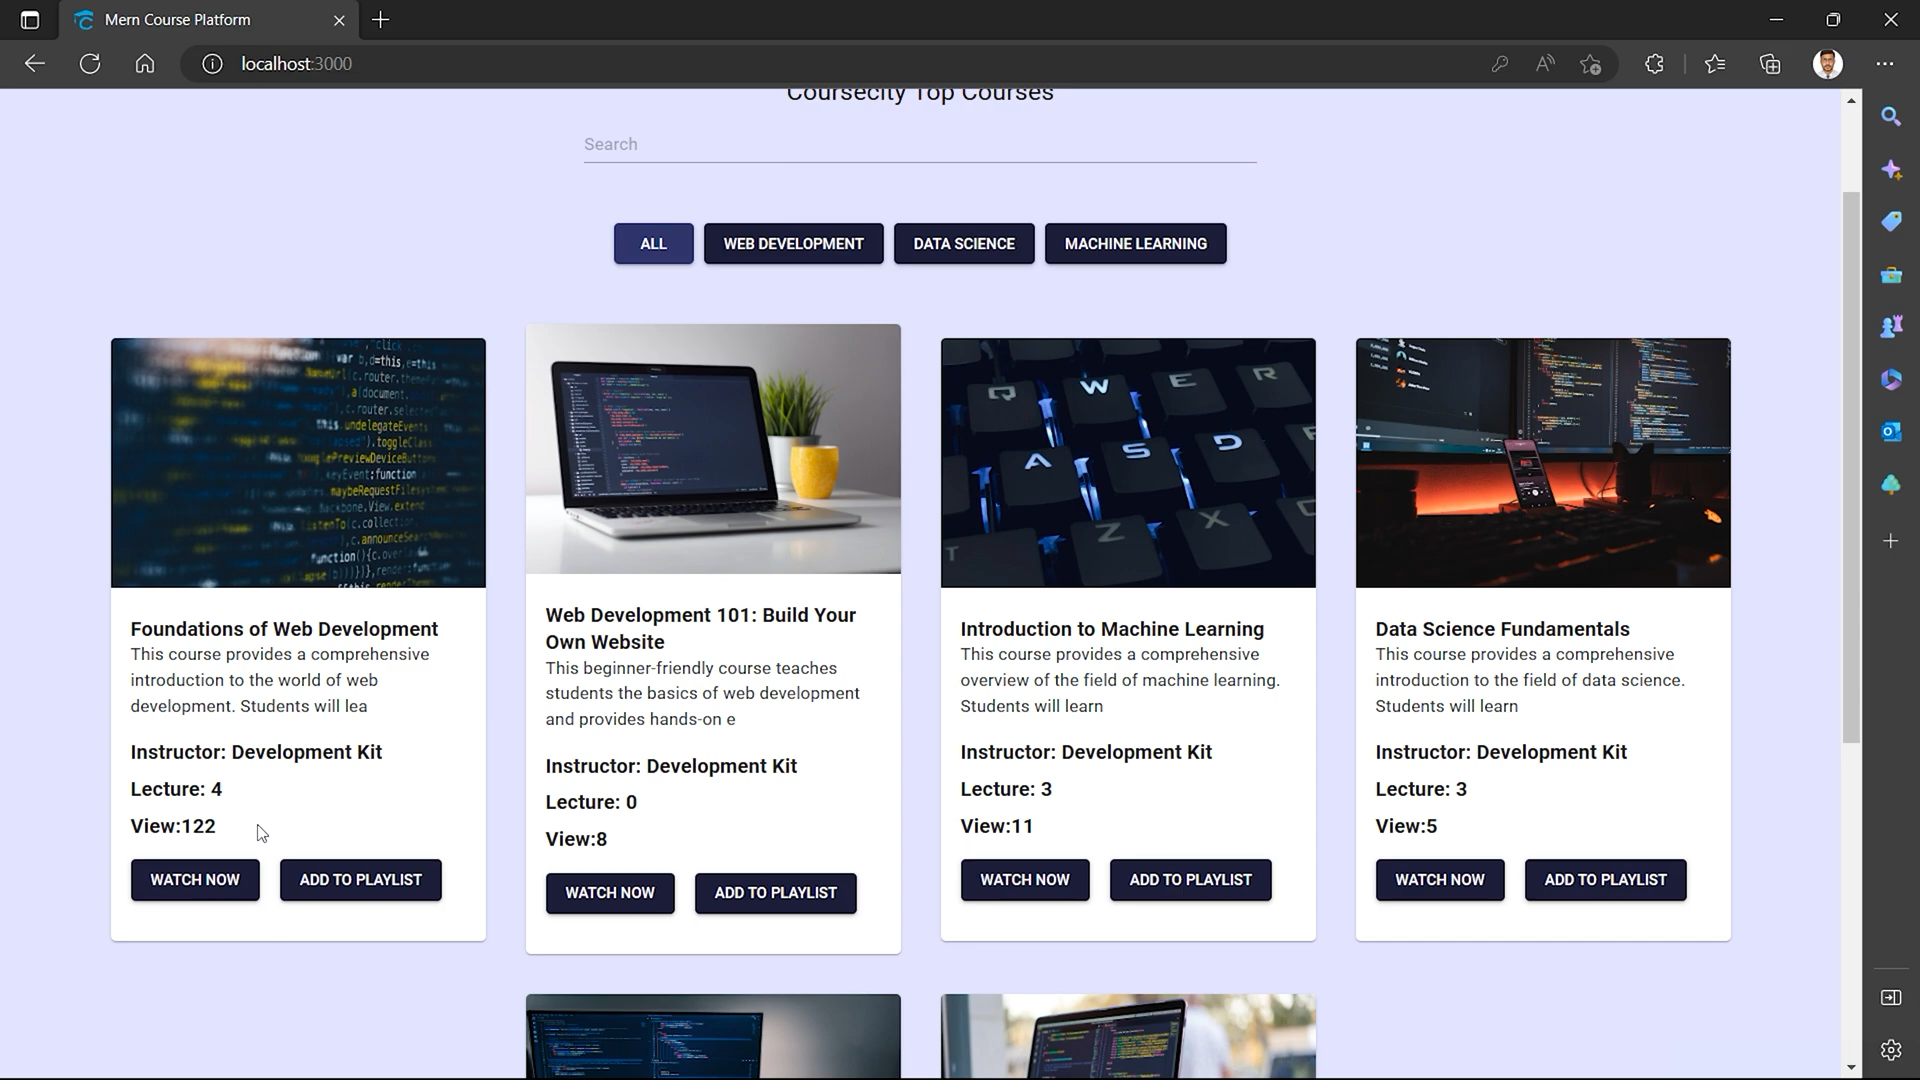 Mern Course Platform
localhost:3000
Coursecity Top Courses
Search
ALL
WEB DEVELOPMENT
DATA SCIENCE
MACHINE LEARNING
Foundations of Web Development
This course provides a comprehensive
introduction to the world of web
development. Students will lea
Instructor: Development Kit
Lecture: 4
View:122
WATCH NOW
ADD TO PLAYLIST
Web Development 101: Build Your
Own Website
This beginner-friendly course teaches
students the basics of web development
and provides hands-on e
Instructor: Development Kit
Lecture: 0
View:8
WATCH NOW
ADD TO PLAYLIST
Introduction to Machine Learning
This course provides a comprehensive
overview of the field of machine learning.
Students will learn
Instructor: Development Kit
Lecture: 3
View:11
WATCH NOW
ADD TO PLAYLIST
Data Science Fundamentals
This course provides a comprehensive
introduction to the field of data science.
Students will learn
Instructor: Development Kit
Lecture: 3
View:5
WATCH NOW
ADD TO PLAYLIST